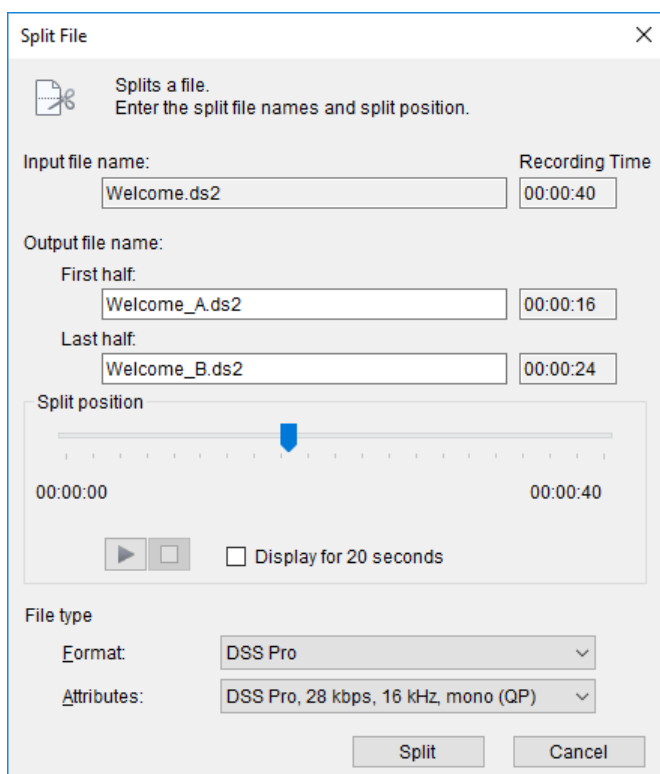 Split File
Splits a file.
Enter the split file names and split position.
Input file name: Recording Time
Welcome.ds2 00:00:40
Output file name:
First half:
Welcome_A.ds2 00:00:16
Last half:
Welcome_B.ds2 00:00:24
Split position
00:00:00 00:00:40
Display for 20 seconds
File type
Format: DSS Pro
Attributes: DSS Pro, 28 kbps, 16 kHz, mono (QP)
Split Cancel